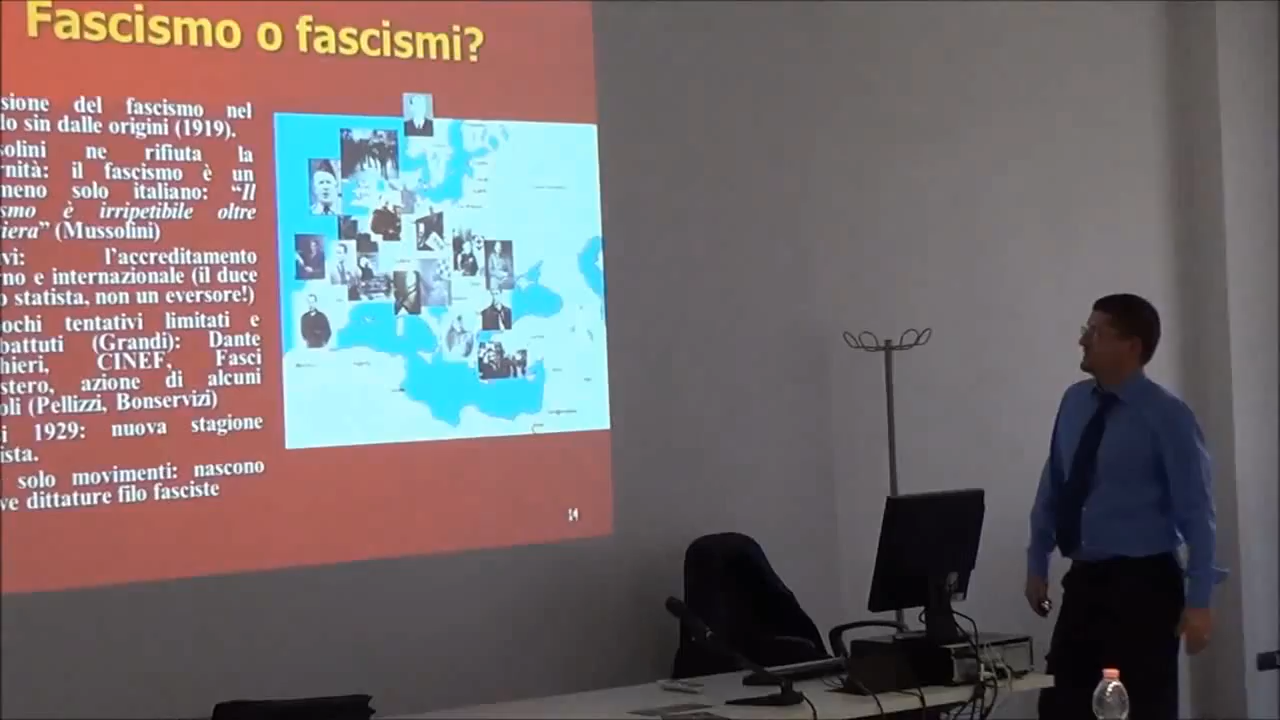 Fascismo o fascismi?
sione del fascismo nel
lo sin dalle origini (1919).
solini ne rifiuta la
rnità: il fascismo è un
meno solo italiano: “Il
smo è irripetibile oltre
iera” (Mussolini)
vi: l’accreditamento
rno e internazionale (il duce
o statista, non un eversore!)
ochi tentativi limitati e
battuti (Grandi): Dante
hieri, CINEF, Fasci
stero, azione di alcuni
oli (Pellizzi, Bonservizi)
i 1929: nuova stagione
ista.
solo movimenti: nascono
ve dittature filo fasciste
14